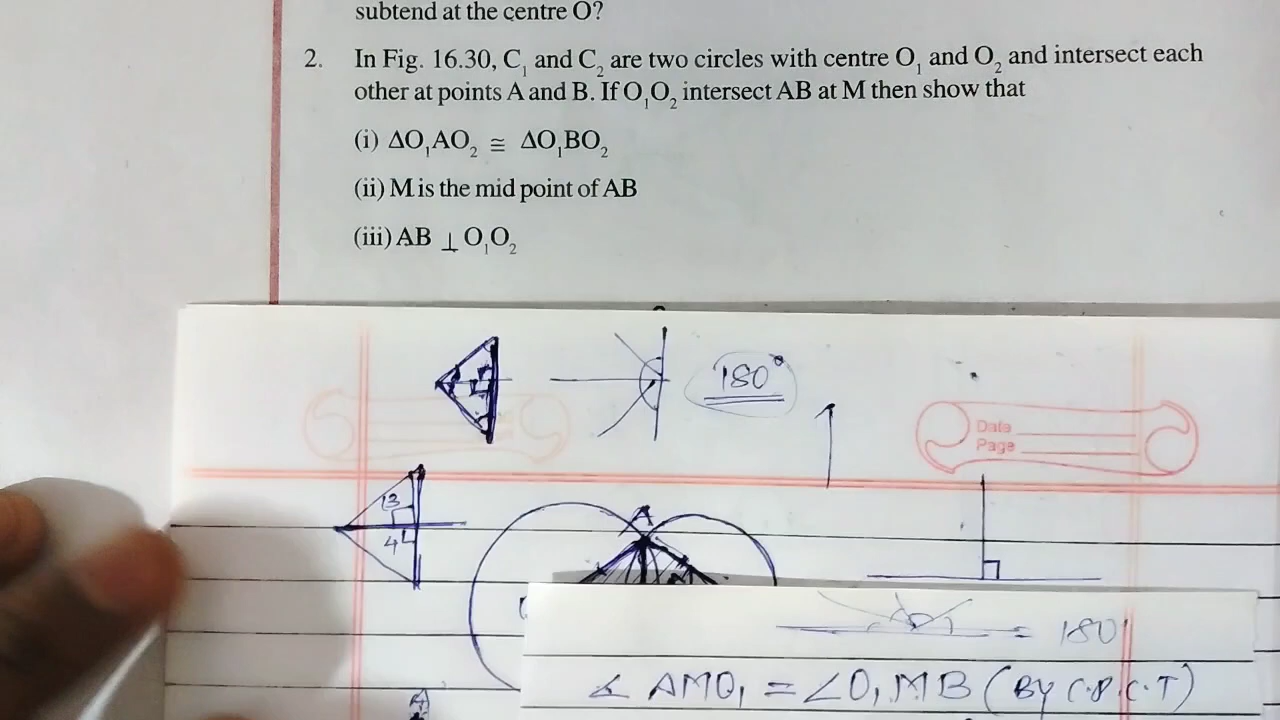 subtend at the centre O?
2. In Fig. 16.30, C₁ and C₂ are two circles with centre O₁ and O₂ and intersect each
other at points A and B. If O₁O₂ intersect AB at M then show that
(i) ΔO₁AO₂ ≅ ΔO₁BO₂
(ii) M is the mid point of AB
(iii) AB ⊥ O₁O₂
180°
Date
Page
13
4
A
= 180
∠ AMO₁ = ∠O₁MB (BY C.P.C.T)